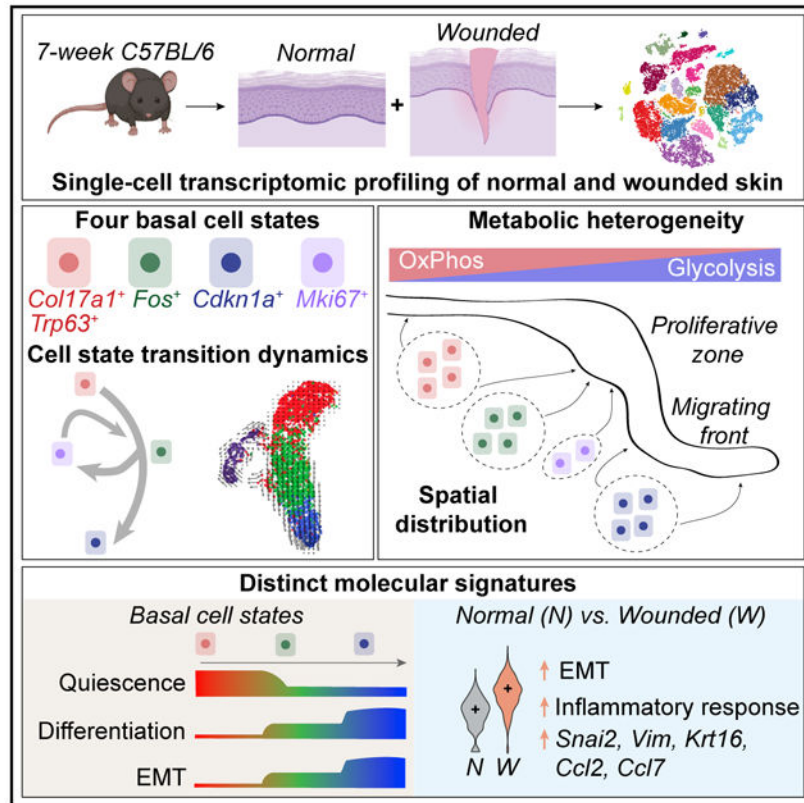 7-week C57BL/6
Normal
Wounded
+
Single-cell transcriptomic profiling of normal and wounded skin
Four basal cell states
Col17a1+ Fos+ Cdkn1a+ Mki67+
Trp63+
Cell state transition dynamics
Metabolic heterogeneity
OxPhos
Glycolysis
Proliferative
zone
Migrating
front
Spatial
distribution
Distinct molecular signatures
Basal cell states
Quiescence
Differentiation
EMT
Normal (N) vs. Wounded (W)
N W
↑ EMT
↑ Inflammatory response
↑ Snai2, Vim, Krt16,
Ccl2, Ccl7